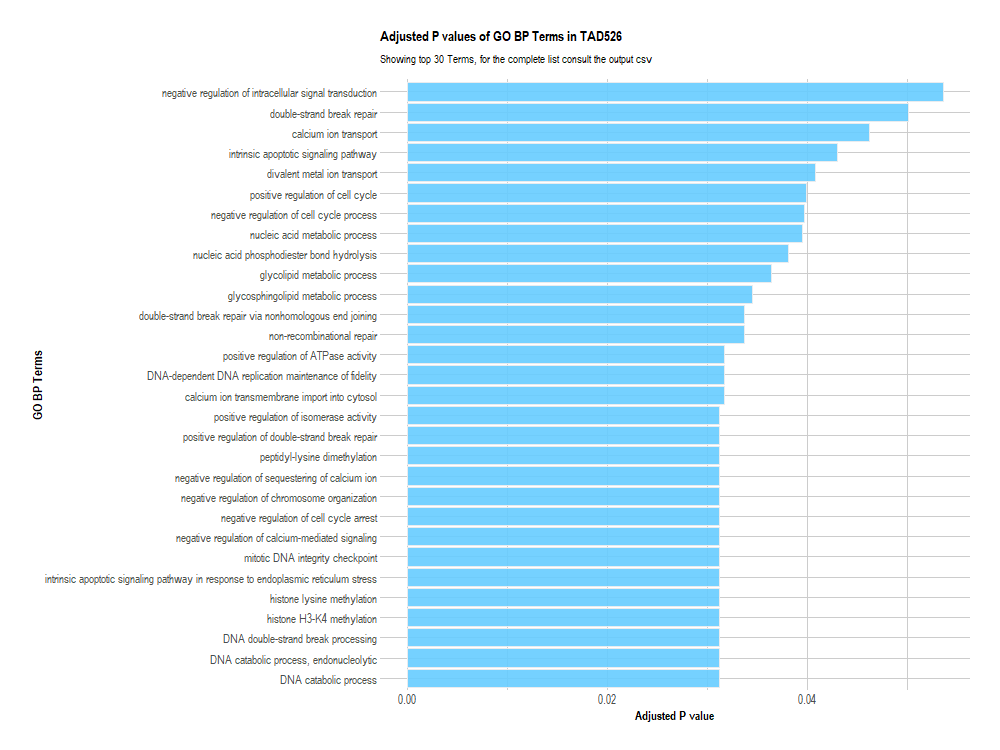 Adjusted P values of GO BP Terms in TAD526
Showing top 30 Terms, for the complete list consult the output csv
GO BP Terms
negative regulation of intracellular signal transduction
double-strand break repair
calcium ion transport
intrinsic apoptotic signaling pathway
divalent metal ion transport
positive regulation of cell cycle
negative regulation of cell cycle process
nucleic acid metabolic process
nucleic acid phosphodiester bond hydrolysis
glycolipid metabolic process
glycosphingolipid metabolic process
double-strand break repair via nonhomologous end joining
non-recombinational repair
positive regulation of ATPase activity
DNA-dependent DNA replication maintenance of fidelity
calcium ion transmembrane import into cytosol
positive regulation of isomerase activity
positive regulation of double-strand break repair
peptidyl-lysine dimethylation
negative regulation of sequestering of calcium ion
negative regulation of chromosome organization
negative regulation of cell cycle arrest
negative regulation of calcium-mediated signaling
mitotic DNA integrity checkpoint
intrinsic apoptotic signaling pathway in response to endoplasmic reticulum stress
histone lysine methylation
histone H3-K4 methylation
DNA double-strand break processing
DNA catabolic process, endonucleolytic
DNA catabolic process
0.00 0.02 0.04
Adjusted P value